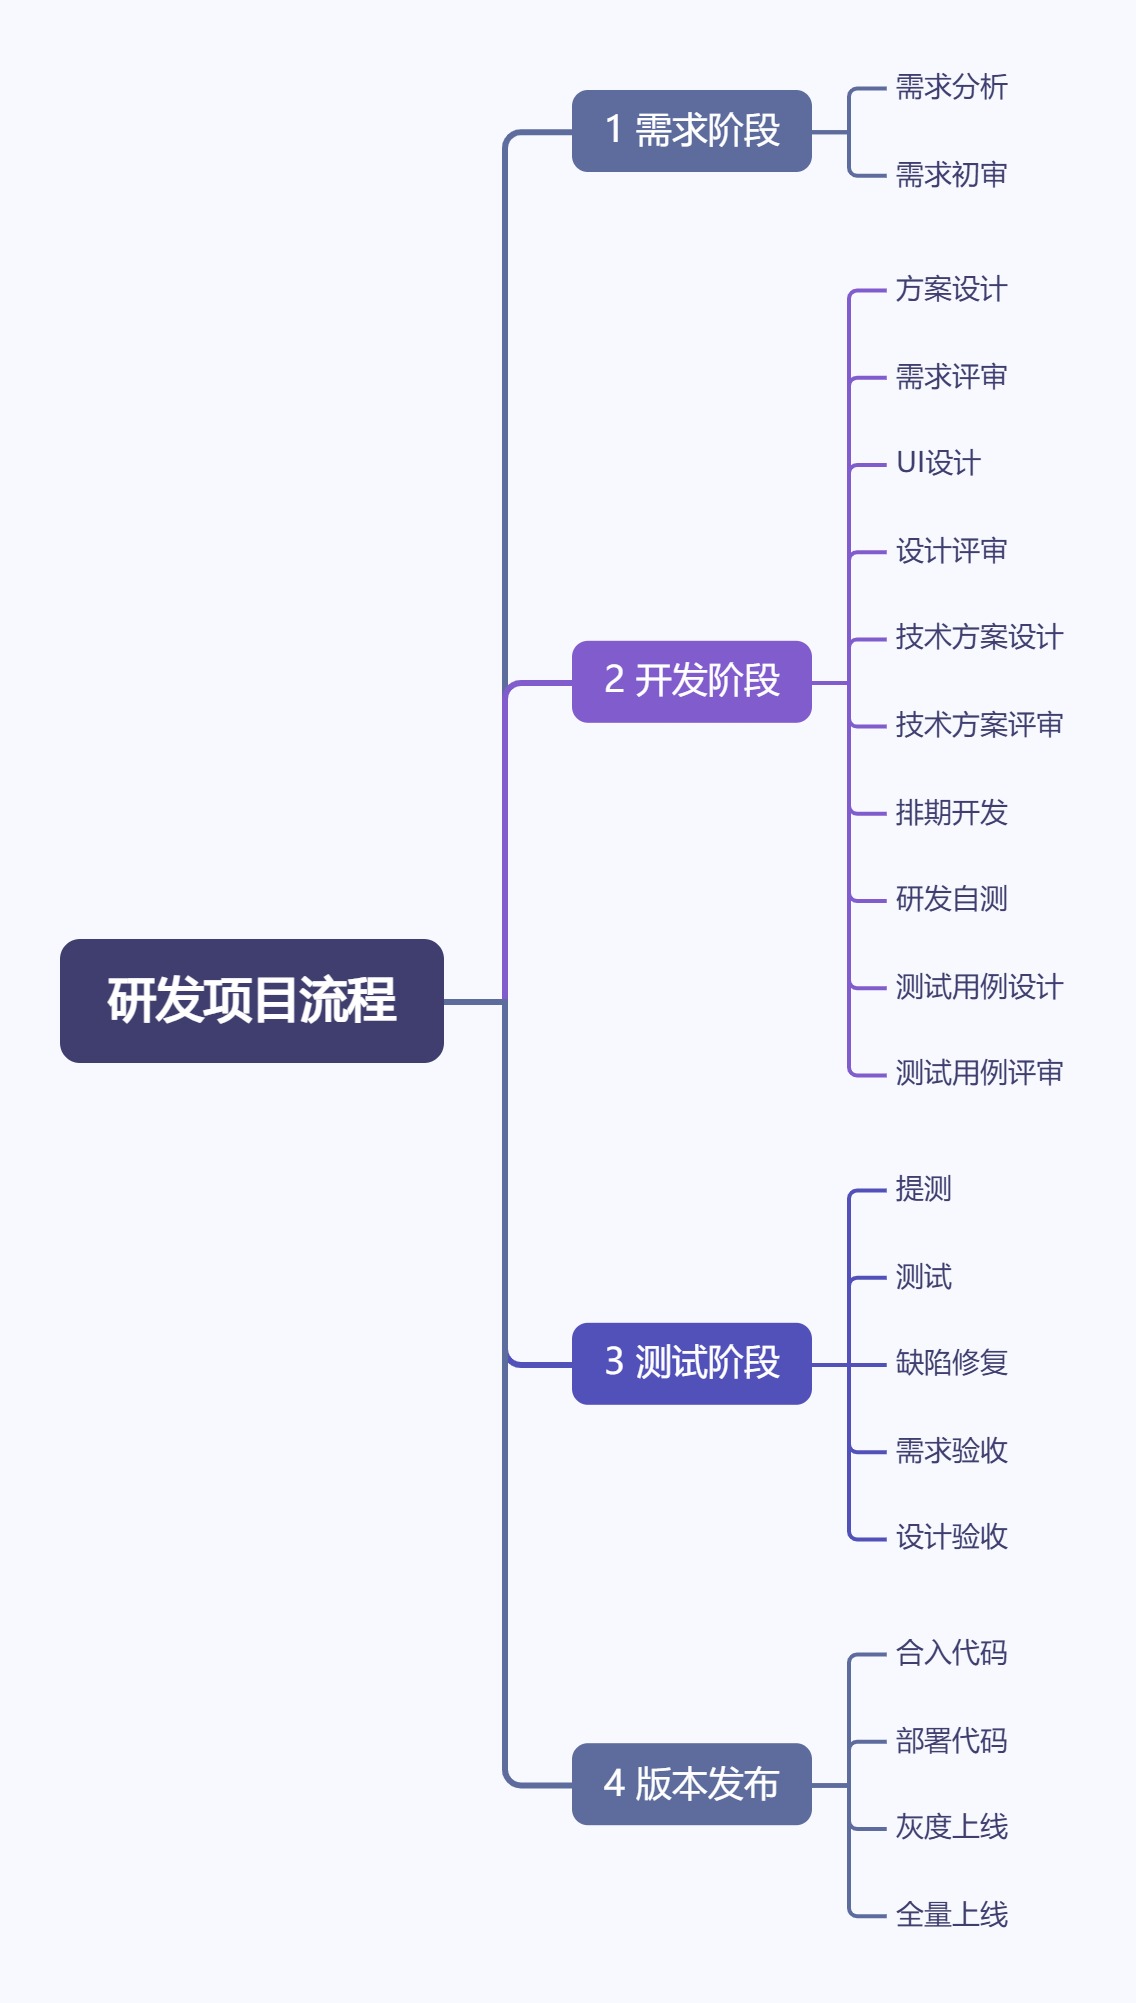 研发项目流程
1 需求阶段
需求分析
需求初审
2 开发阶段
方案设计
需求评审
UI设计
设计评审
技术方案设计
技术方案评审
排期开发
研发自测
测试用例设计
测试用例评审
3 测试阶段
提测
测试
缺陷修复
需求验收
设计验收
4 版本发布
合入代码
部署代码
灰度上线
全量上线